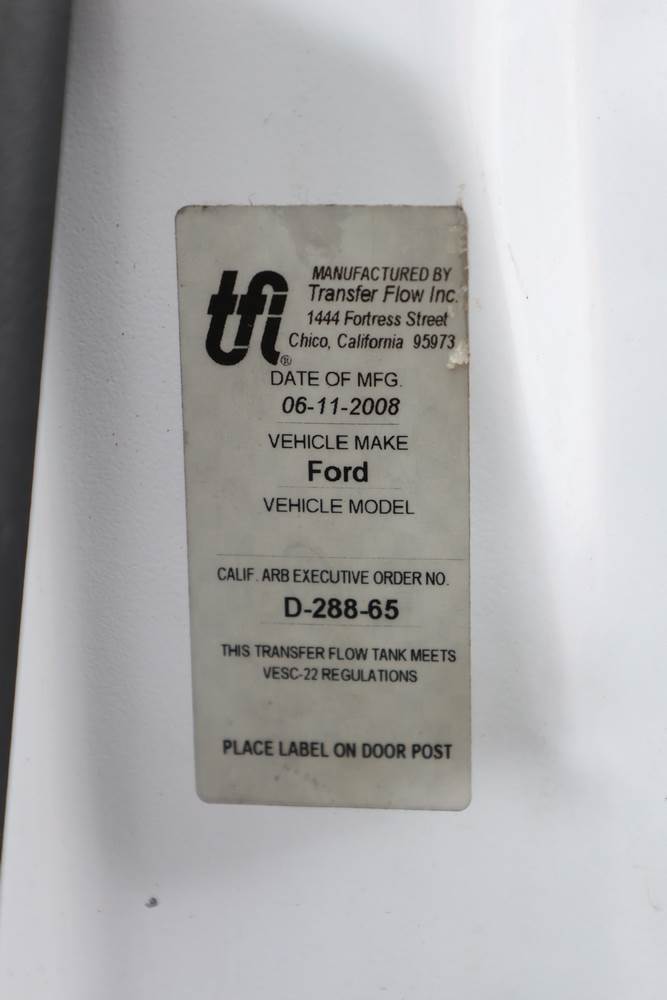 tfi®
MANUFACTURED BY
Transfer Flow Inc.
1444 Fortress Street
Chico, California 95973
DATE OF MFG.
06-11-2008
VEHICLE MAKE
Ford
VEHICLE MODEL
CALIF. ARB EXECUTIVE ORDER NO.
D-288-65
THIS TRANSFER FLOW TANK MEETS
VESC-22 REGULATIONS
PLACE LABEL ON DOOR POST